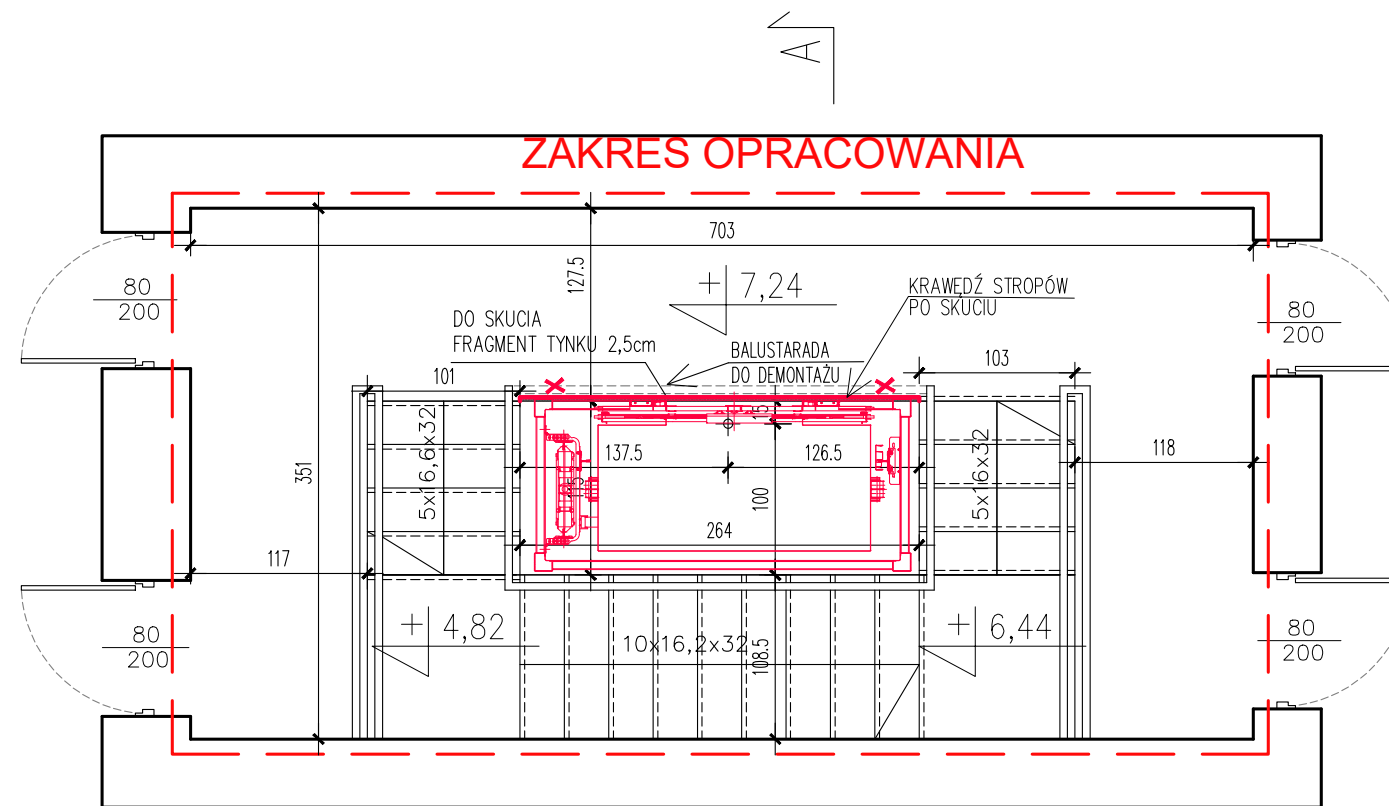 A
ZAKRES OPRACOWANIA
703
80
200
127.5
+ 7,24
KRAWĘDŹ STROPÓW
PO SKUCIU
80
200
DO SKUCIA
FRAGMENT TYNKU 2,5cm
BALUSTARADA
DO DEMONTAŻU
103
101
15
351
5x16,6x32
137.5
126.5
5x16x32
118
115
100
264
117
80
200
+ 4,82
10x16,2x32
108.5
+ 6,44
80
200